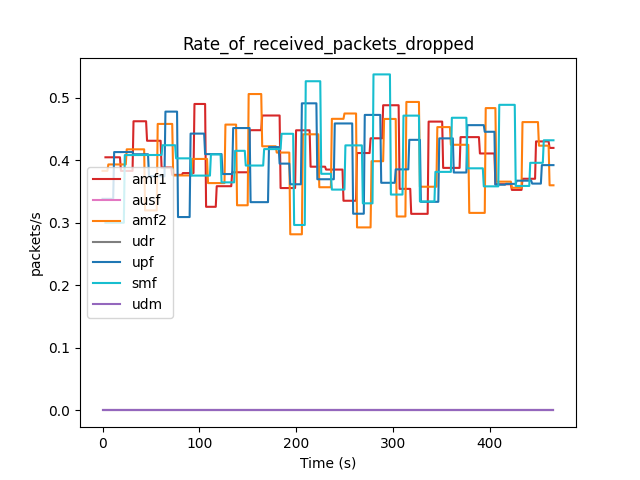 Rate_of_received_packets_dropped
packets/s
0.5
0.4
0.3
0.2
0.1
0.0
amf1
ausf
amf2
udr
upf
smf
udm
0
100
200
300
400
Time (s)